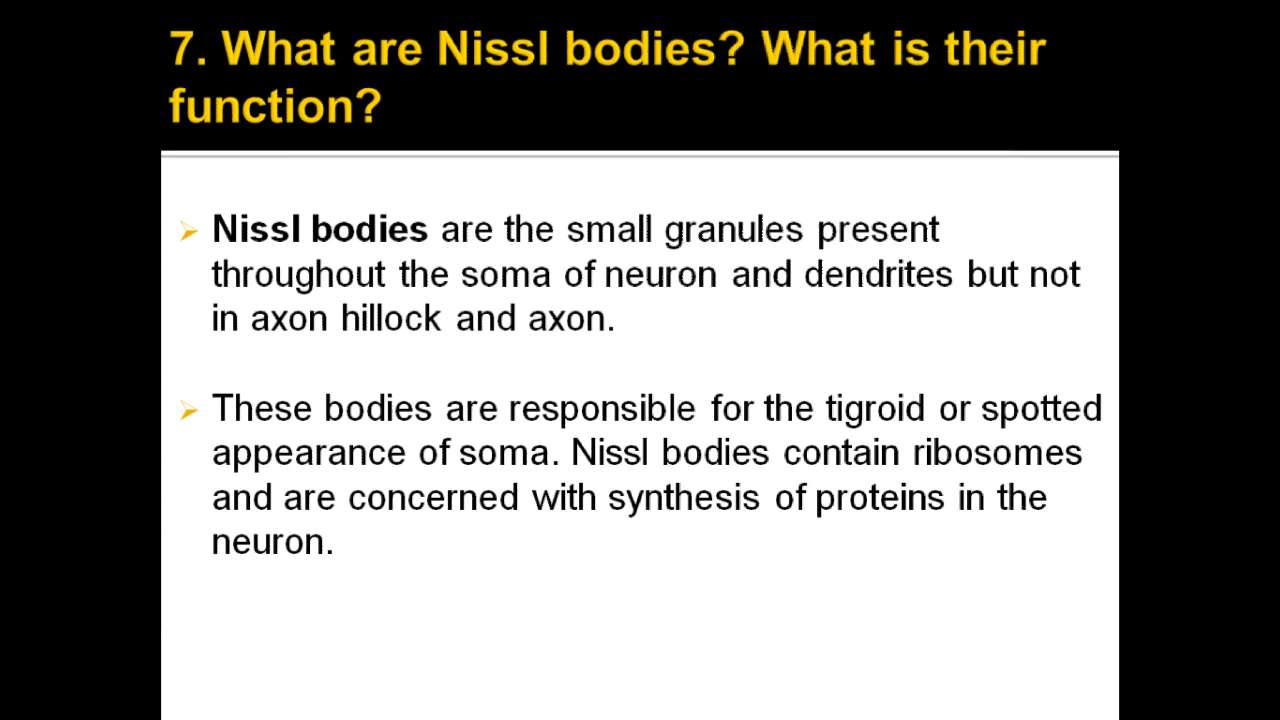 7. What are Nissl bodies? What is their
function?
Nissl bodies are the small granules present
throughout the soma of neuron and dendrites but not
in axon hillock and axon.
These bodies are responsible for the tigroid or spotted
appearance of soma. Nissl bodies contain ribosomes
and are concerned with synthesis of proteins in the
neuron.